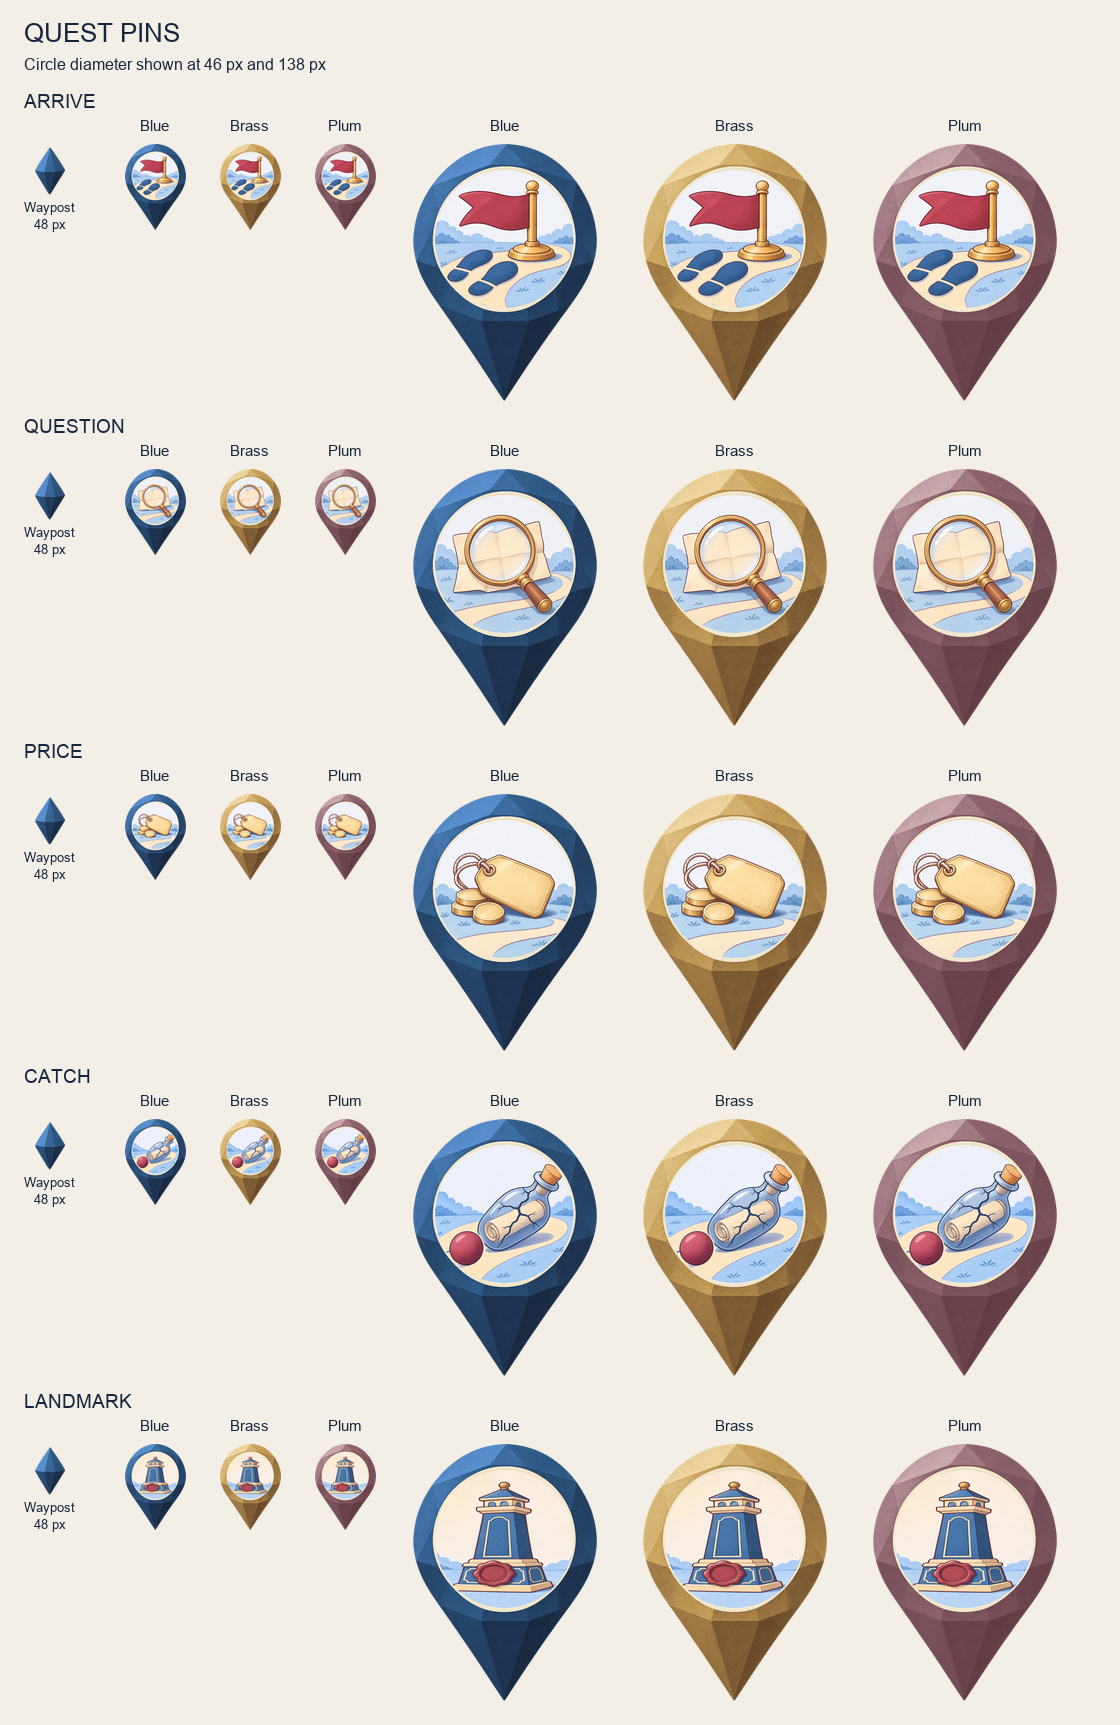 QUEST PINS
Circle diameter shown at 46 px and 138 px
ARRIVE
Blue Brass Plum Blue Brass Plum
Waypost
48 px
QUESTION
Blue Brass Plum Blue Brass Plum
Waypost
48 px
PRICE
Blue Brass Plum Blue Brass Plum
Waypost
48 px
CATCH
Blue Brass Plum Blue Brass Plum
Waypost
48 px
LANDMARK
Blue Brass Plum Blue Brass Plum
Waypost
48 px